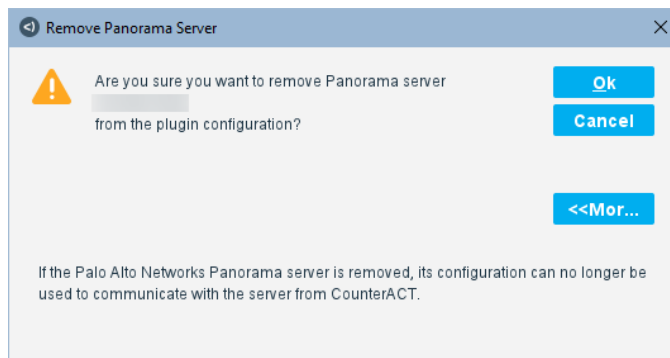 Remove Panorama Server
Are you sure you want to remove Panorama server
from the plugin configuration?
Ok
Cancel
<<Mor...
If the Palo Alto Networks Panorama server is removed, its configuration can no longer be
used to communicate with the server from CounterACT.